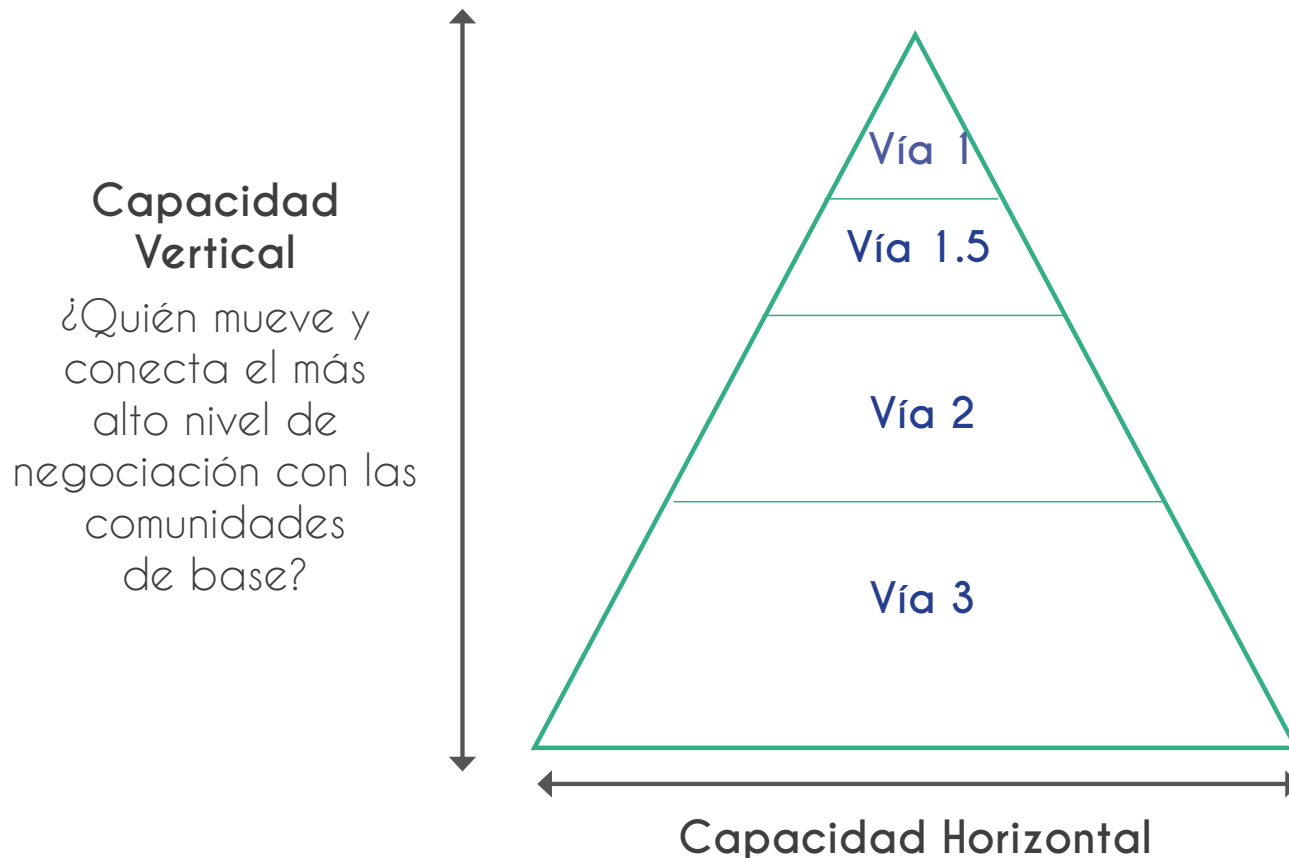 Capacidad
Vertical
¿Quién mueve y
conecta el más
alto nivel de
negociación con las
comunidades
de base?
Vía 1
Vía 1.5
Vía 2
Vía 3
Capacidad Horizontal